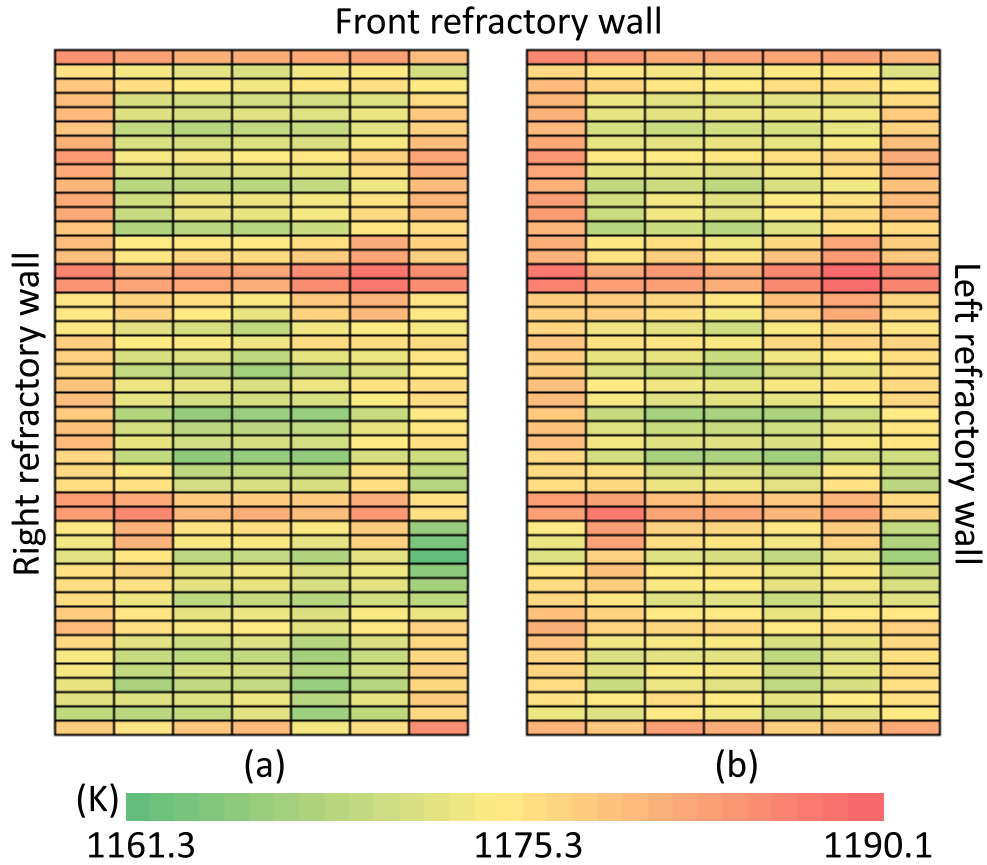 Front refractory wall
Right refractory wall
Left refractory wall
(a)
(b)
(K)
1161.3
1175.3
1190.1